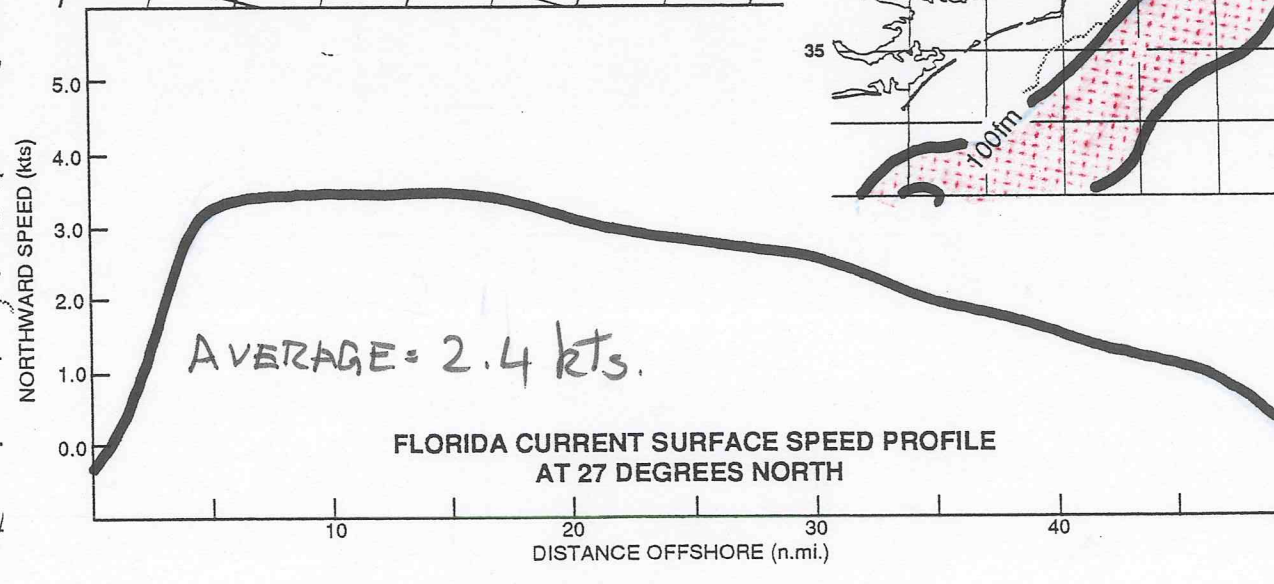 35
100fm
5.0
4.0
3.0
2.0
1.0
0.0
NORTHWARD SPEED (kts)
AVERAGE = 2.4 kts.
FLORIDA CURRENT SURFACE SPEED PROFILE
AT 27 DEGREES NORTH
10 20 30 40
DISTANCE OFFSHORE (n.mi.)